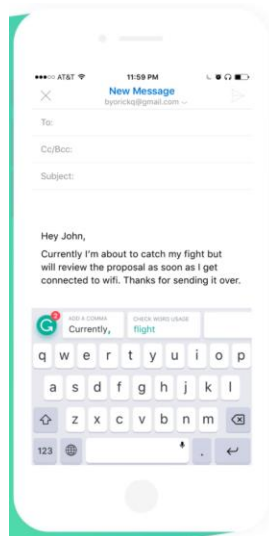 AT&T 11:59 PM
New Message
byorickq@gmail.com
To:
Cc/Bcc:
Subject:
Hey John,
Currently I'm about to catch my fight but
will review the proposal as soon as I get
connected to wifi. Thanks for sending it over.
3 ADD A COMMA CHECK WORD USAGE
G Currently, flight
q w e r t y u i o p
a s d f g h j k l
z x c v b n m
123 .